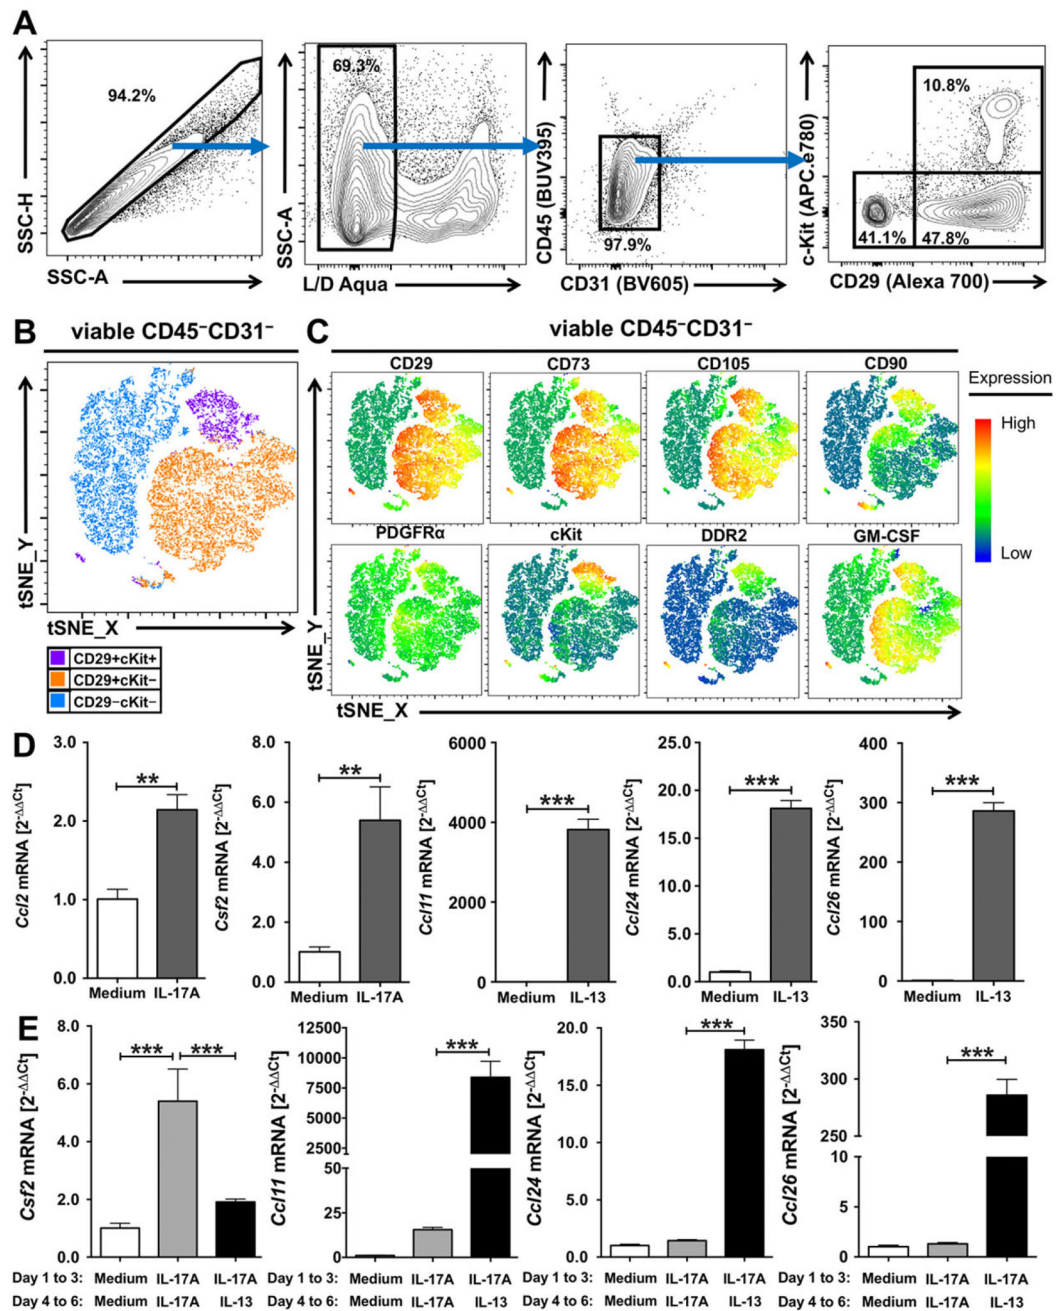 A
SSC-H
94.2%
SSC-A
SSC-A
69.3%
L/D Aqua
CD45 (BUV395)
97.9%
CD31 (BV605)
c-Kit (APC.e780)
10.8%
41.1%
47.8%
CD29 (Alexa 700)
B
viable CD45⁻CD31⁻
tSNE_Y
tSNE_X
CD29+cKit+
CD29+cKit−
CD29−cKit−
C
viable CD45⁻CD31⁻
CD29
CD73
CD105
CD90
PDGFRα
cKit
DDR2
GM-CSF
tSNE_Y
tSNE_X
Expression
High
Low
D
Ccl2 mRNA [2-ΔΔCt]
3.0
2.0
1.0
0.0
**
Medium IL-17A
Csf2 mRNA [2-ΔΔCt]
8.0
6.0
4.0
2.0
0.0
**
Medium IL-17A
Ccl11 mRNA [2-ΔΔCt]
6000
4000
2000
0
***
Medium IL-13
Ccl24 mRNA [2-ΔΔCt]
25.0
20.0
15.0
10.0
5.0
0.0
***
Medium IL-13
Ccl26 mRNA [2-ΔΔCt]
400
300
200
100
0
***
Medium IL-13
E
Csf2 mRNA [2-ΔΔCt]
8.0
6.0
4.0
2.0
0.0
*** ***
Day 1 to 3: Medium IL-17A IL-17A
Day 4 to 6: Medium IL-17A IL-13
Ccl11 mRNA [2-ΔΔCt]
12500
10000
7500
5000
2500
50
25
0
***
Day 1 to 3: Medium IL-17A IL-17A
Day 4 to 6: Medium IL-17A IL-13
Ccl24 mRNA [2-ΔΔCt]
20.0
15.0
10.0
5.0
0.0
***
Day 1 to 3: Medium IL-17A IL-17A
Day 4 to 6: Medium IL-17A IL-13
Ccl26 mRNA [2-ΔΔCt]
350
300
250
10
5
0
***
Day 1 to 3: Medium IL-17A IL-17A
Day 4 to 6: Medium IL-17A IL-13